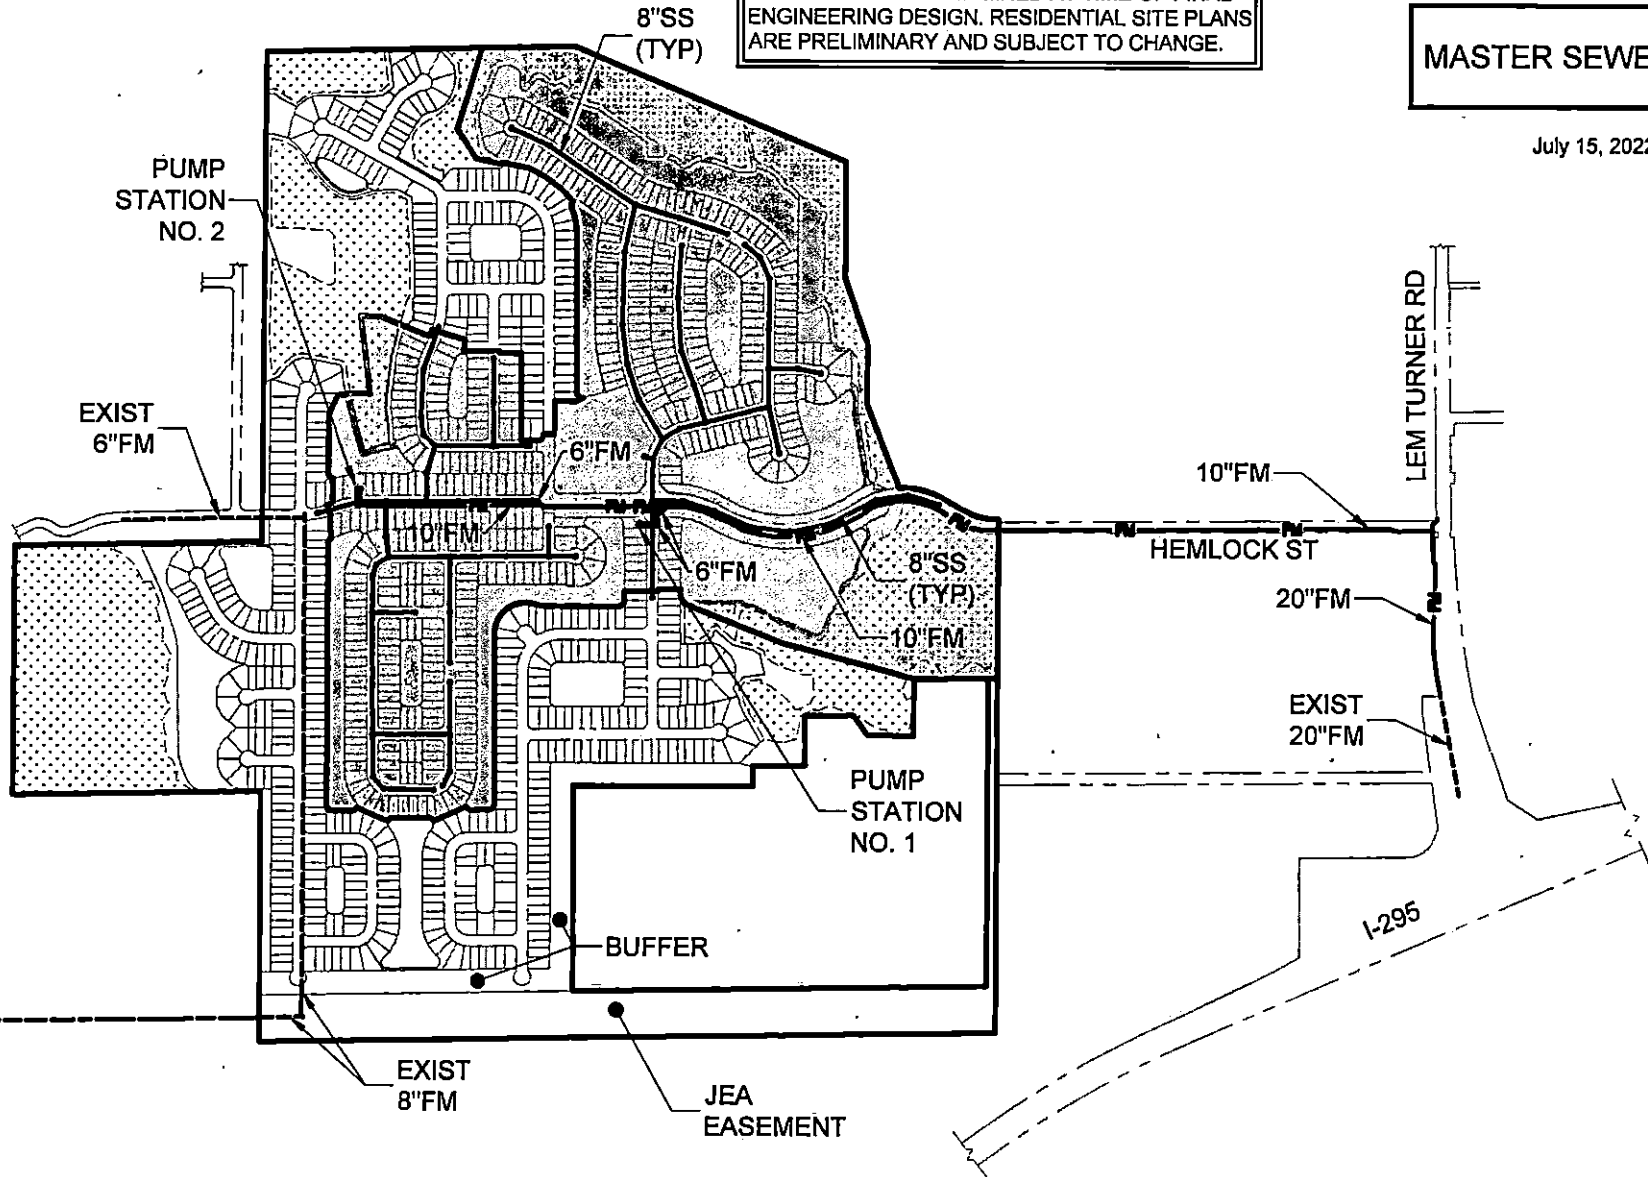 8"SS
(TYP)
ENGINEERING DESIGN. RESIDENTIAL SITE PLANS
ARE PRELIMINARY AND SUBJECT TO CHANGE.
MASTER SEWE
July 15, 2022
PUMP
STATION
NO. 2
LEM TURNER RD
EXIST
6"FM
6"FM
10"FM
10"FM
HEMLOCK ST
6"FM
8"SS
(TYP)
10"FM
20"FM
EXIST
20"FM
PUMP
STATION
NO. 1
I-295
BUFFER
EXIST
8"FM
JEA
EASEMENT